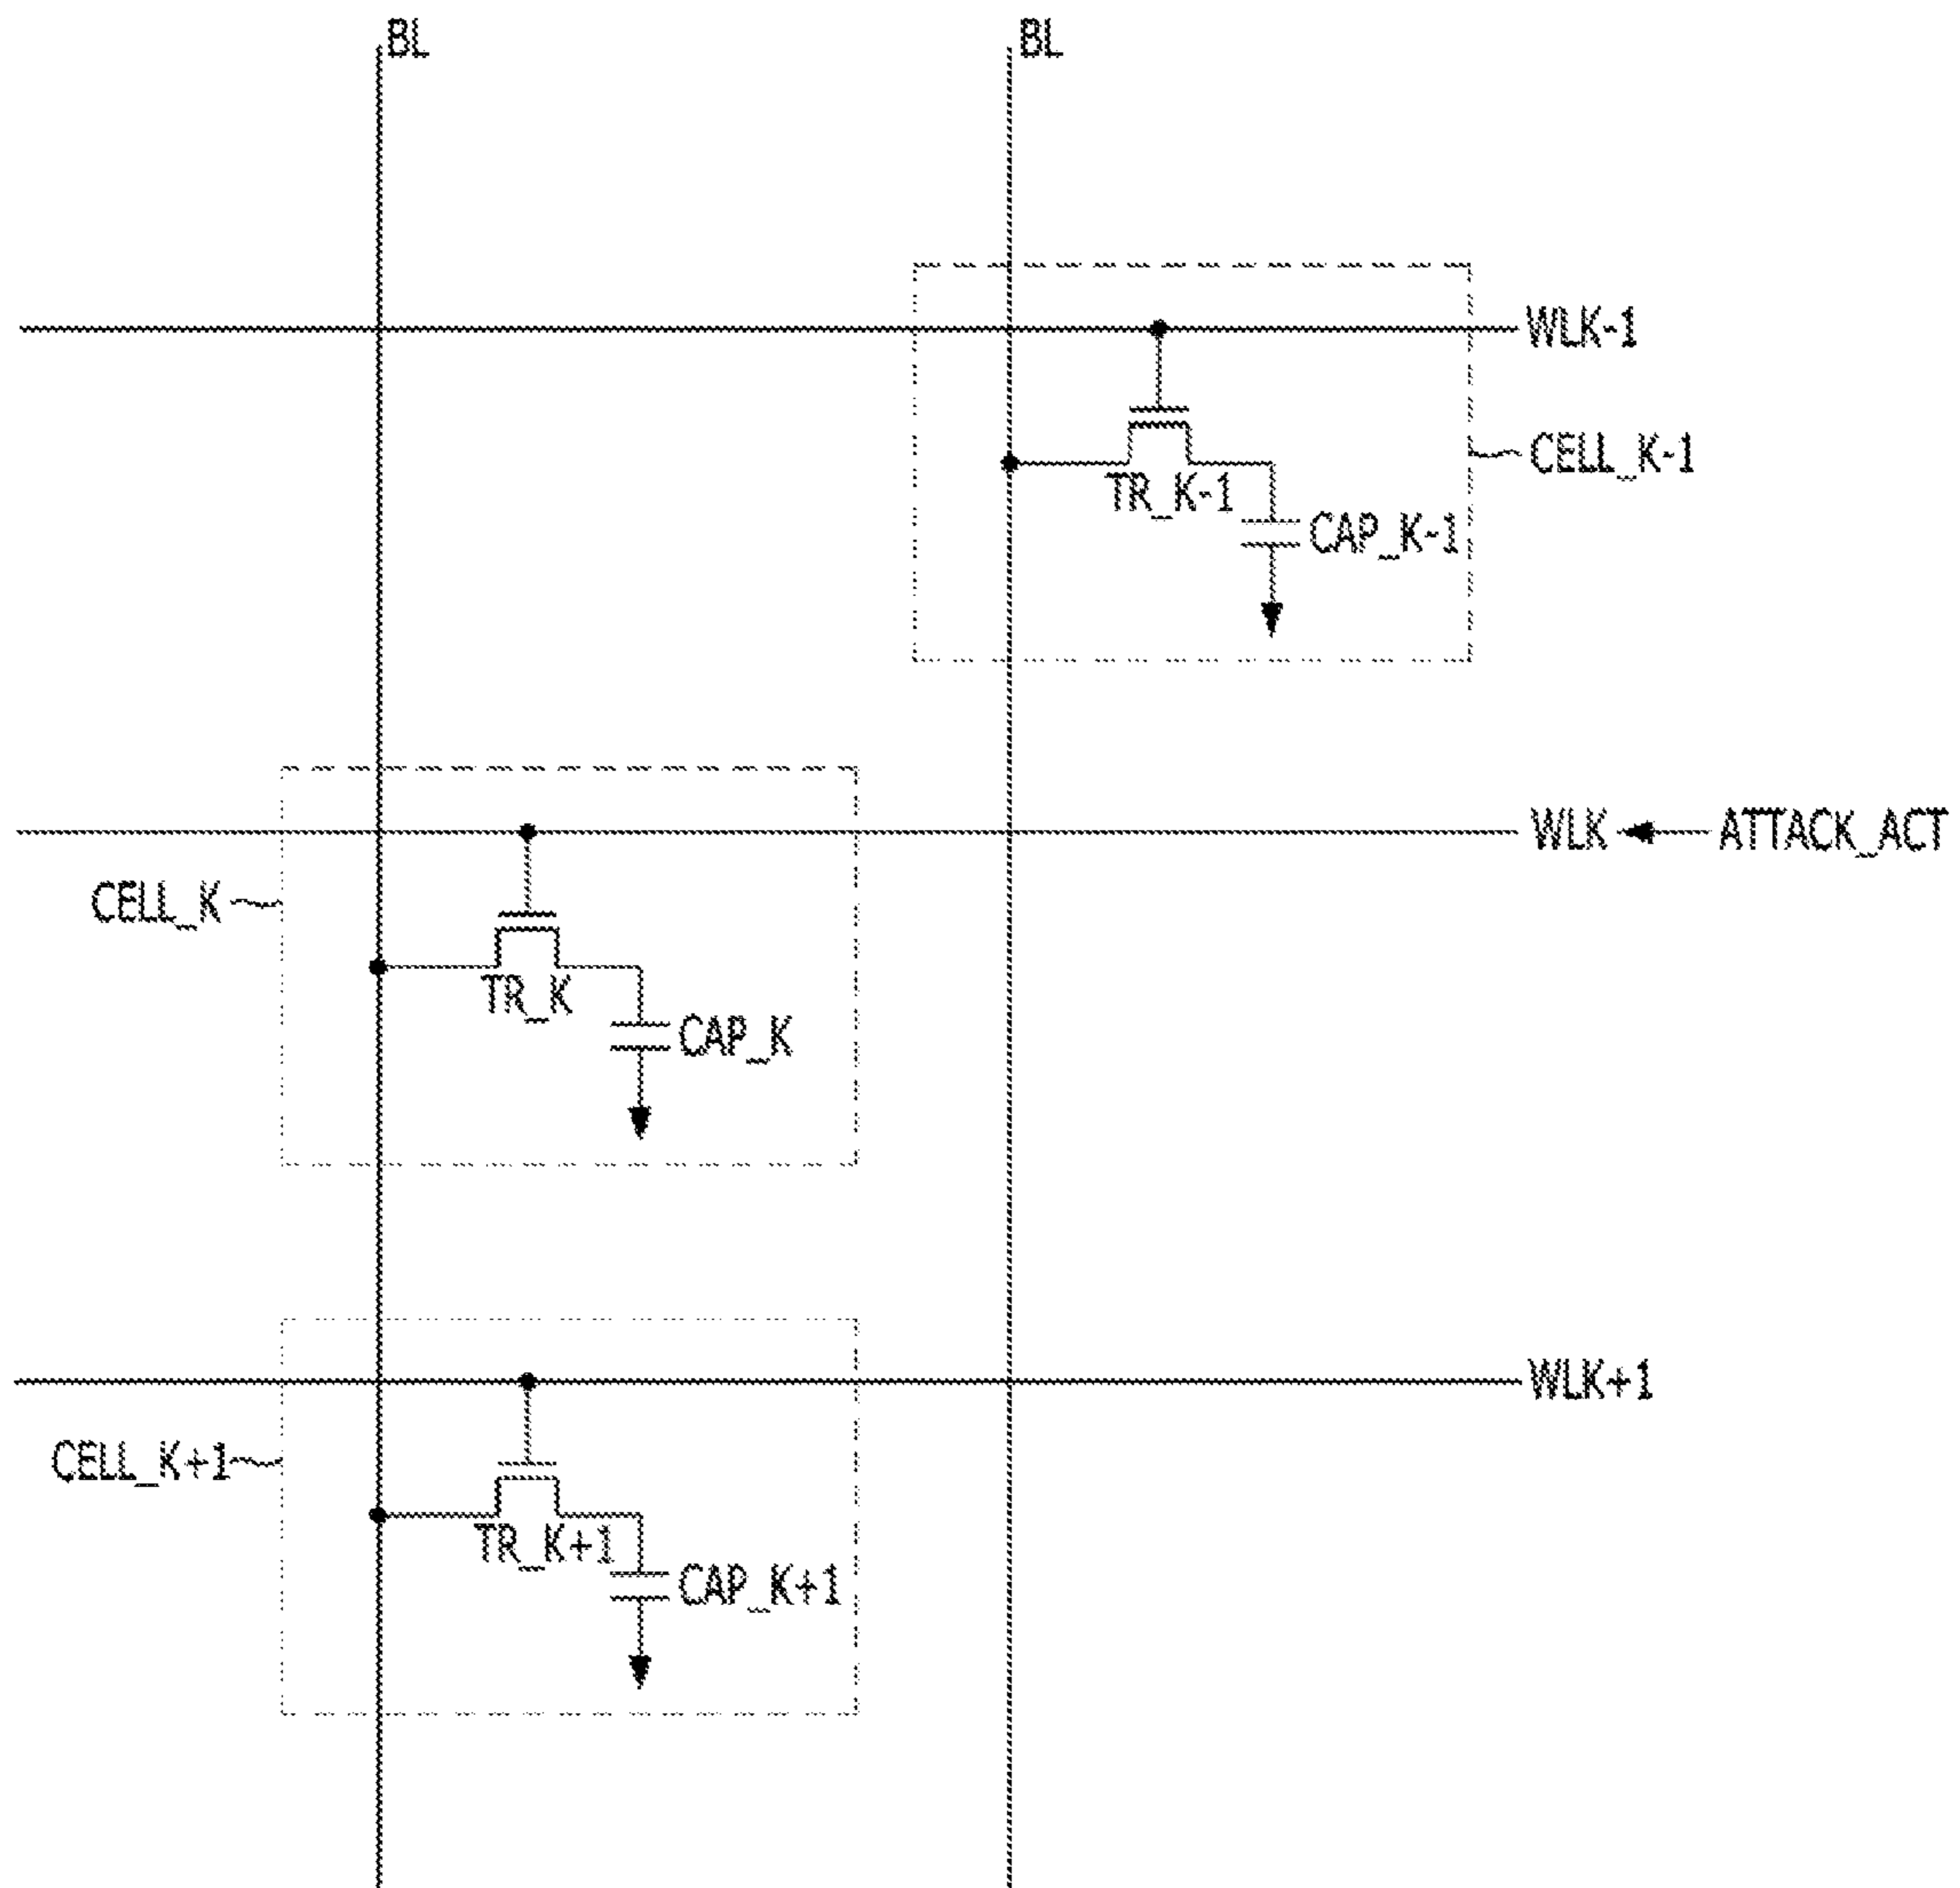 BL
BL
WLK-1
CELL_K-1
TR_K-1
CAP_K-1
WLK
ATTACK_ACT
CELL_K
TR_K
CAP_K
WLK+1
CELL_K+1
TR_K+1
CAP_K+1